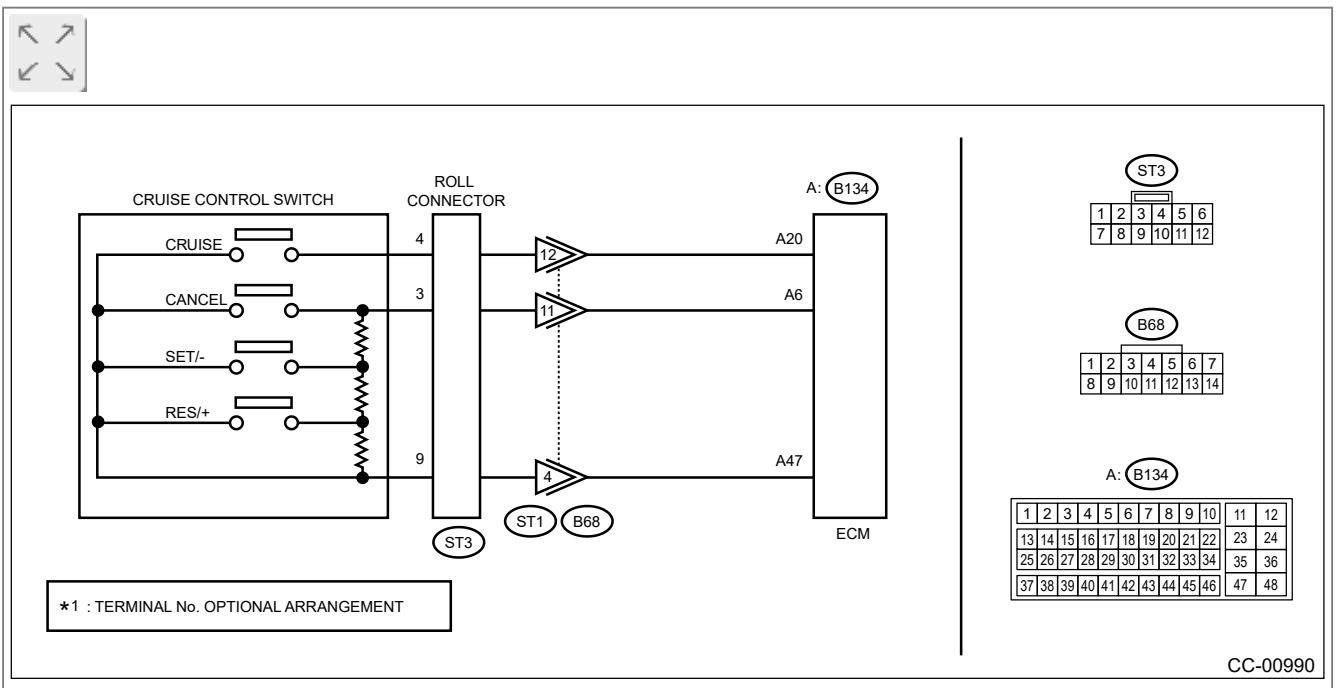 CRUISE CONTROL SWITCH
ROLL
CONNECTOR
A: B134
CRUISE
4
12
A20
CANCEL
3
11
A6
SET/-
RES/+
9
4
A47
ST3
ST1 B68
ECM
*1 : TERMINAL No. OPTIONAL ARRANGEMENT
ST3
1 2 3 4 5 6
7 8 9 10 11 12
B68
1 2 3 4 5 6 7
8 9 10 11 12 13 14
A: B134
1 2 3 4 5 6 7 8 9 10 11 12
13 14 15 16 17 18 19 20 21 22 23 24
25 26 27 28 29 30 31 32 33 34 35 36
37 38 39 40 41 42 43 44 45 46 47 48
CC-00990